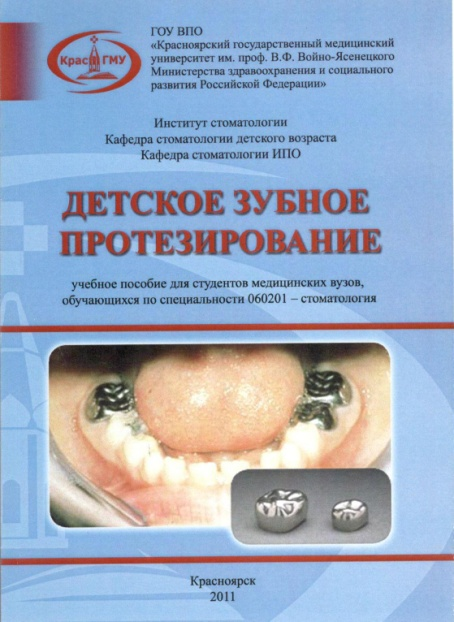 Крас ГМУ
ГОУ ВПО
«Красноярский государственный медицинский
университет им. проф. В.Ф. Войно-Ясенецкого
Министерства здравоохранения и социального
развития Российской Федерации»
Институт стоматологии
Кафедра стоматологии детского возраста
Кафедра стоматологии ИПО
ДЕТСКОЕ ЗУБНОЕ
ПРОТЕЗИРОВАНИЕ
учебное пособие для студентов медицинских вузов,
обучающихся по специальности 060201 – стоматология
Красноярск
2011